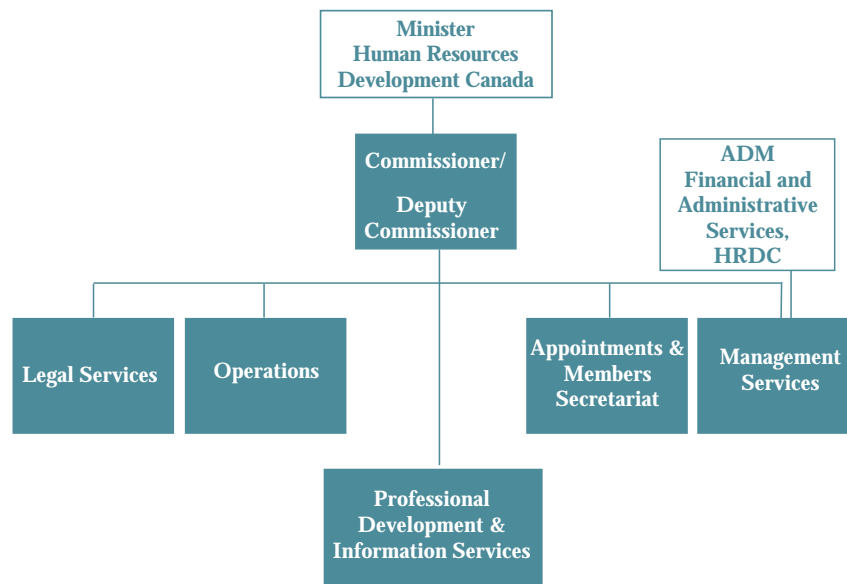 Minister
Human Resources
Development Canada
Commissioner/
Deputy
Commissioner
ADM
Financial and
Administrative
Services,
HRDC
Legal Services
Operations
Appointments &
Members
Secretariat
Management
Services
Professional
Development &
Information Services